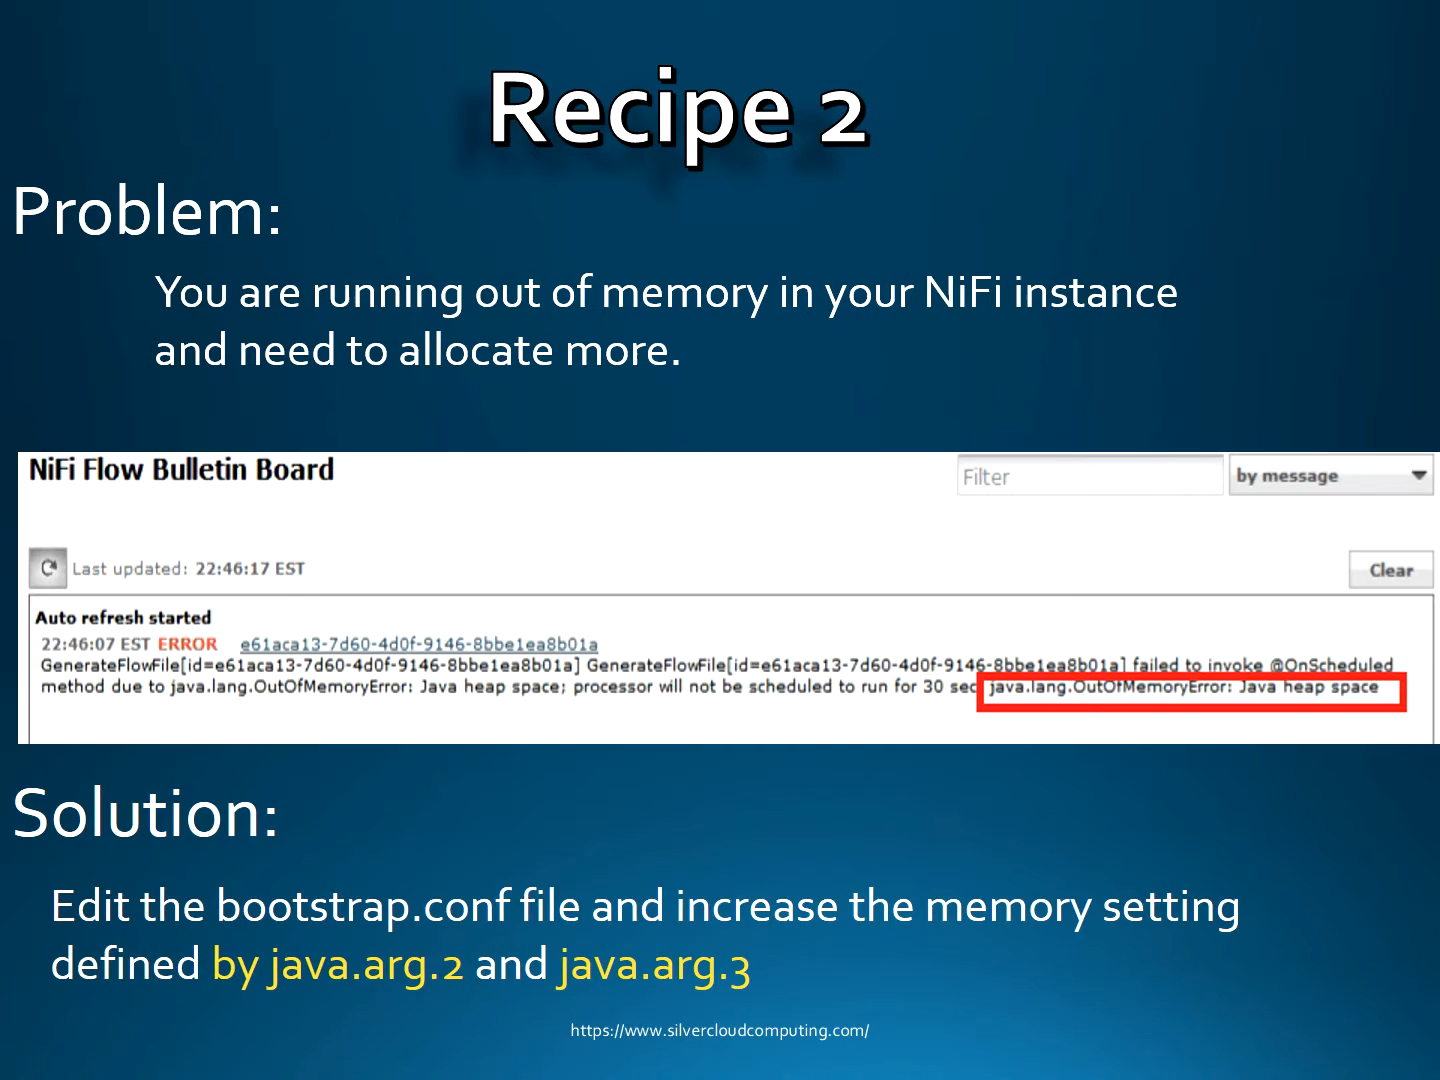 Recipe 2
Problem:
You are running out of memory in your NiFi instance
and need to allocate more.
NiFi Flow Bulletin Board
Filter
by message
Last updated: 22:46:17 EST
Clear
Auto refresh started
22:46:07 EST ERROR e61aca13-7d60-4d0f-9146-8bbe1ea8b01a
GenerateFlowFile[id=e61aca13-7d60-4d0f-9146-8bbe1ea8b01a] GenerateFlowFile[id=e61aca13-7d60-4d0f-9146-8bbe1ea8b01a] failed to invoke @OnScheduled
method due to java.lang.OutOfMemoryError: Java heap space; processor will not be scheduled to run for 30 sec java.lang.OutOfMemoryError: Java heap space
Solution:
Edit the bootstrap.conf file and increase the memory setting
defined by java.arg.2 and java.arg.3
https://www.silvercloudcomputing.com/